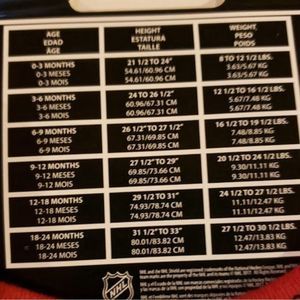 AGE HEIGHT WEIGHT,
EDAD ESTATURA PESO
ÂGE TAILLE POIDS
0-3 MONTHS 21 1/2" 24" 8 TO 12 1/2 LBS.
0-3 MESES 54.61/60.96 CM 3.63/5.67 KG
0-3 MOIS 54.61/60.96 CM 3.63/5.67 KG
3-6 MONTHS 24 TO 26 1/2" 12 1/2 TO 16 1/2 LBS.
3-6 MESES 60.96/67.31 CM 5.67/7.48 KG
3-6 MOIS 60.96/67.31 CM 5.67/7.48 KG
6-9 MONTHS 26 1/2" TO 27 1/2" 16 1/2 TO 19 1/2 LBS.
6-9 MESES 67.31/69.85 CM 7.48/8.85 KG
6-9 MOIS 67.31/69.85 CM 7.48/8.85 KG
9-12 MONTHS 27 1/2" TO 29" 20 1/2 TO 24 1/2 LBS.
9-12 MESES 69.85/73.66 CM 9.30/11.11 KG
9-12 MOIS 69.85/73.66 CM 9.30/11.11 KG
12-18 MONTHS 29 1/2 TO 31" 24 1/2 TO 27 1/2 LBS.
12-18 MESES 74.93/78.74 CM 11.11/12.47 KG
12-18 MOIS 74.93/78.74 CM 11.11/12.47 KG
18-24 MONTHS 31 1/2" TO 33" 27 1/2 TO 30 1/2 LBS.
18-24 MESES 80.01/83.82 CM 12.47/13.83 KG
18-24 MOIS 80.01/83.82 CM 12.47/13.83 KG
NHL